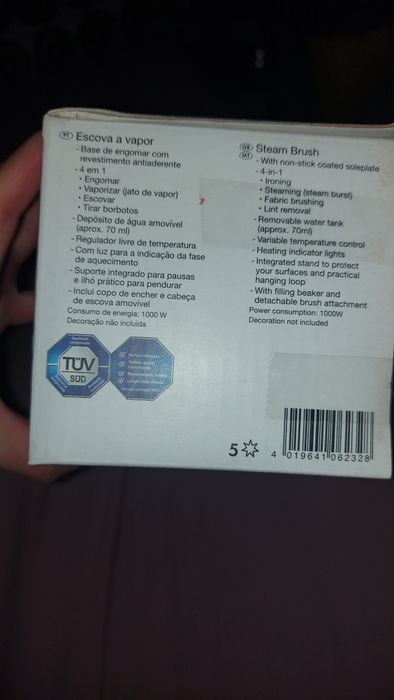 PT Escova a vapor
- Base de engomar com
revestimento antiaderente
- 4 em 1
• Engomar
• Vaporizar (jato de vapor)
• Escovar
• Tirar borbotos
- Depósito de água amovível
(aprox. 70 ml)
- Regulador livre de temperatura
- Com luz para a indicação da fase
de aquecimento
- Suporte integrado para pausas
e ilhó prático para pendurar
- Inclui copo de encher e cabeça
de escova amovível
Consumo de energia: 1000 W
Decoração não incluída
GB MT Steam Brush
- With non-stick coated soleplate
- 4-in-1
• Ironing
• Steaming (steam burst)
• Fabric brushing
• Lint removal
- Removable water tank
(approx. 70ml)
- Variable temperature control
- Heating indicator lights
- Integrated stand to protect
your surfaces and practical
hanging loop
- With filling beaker and
detachable brush attachment
Power consumption: 1000W
Decoration not included
TÜV
SÜD
5
4 019641 062328